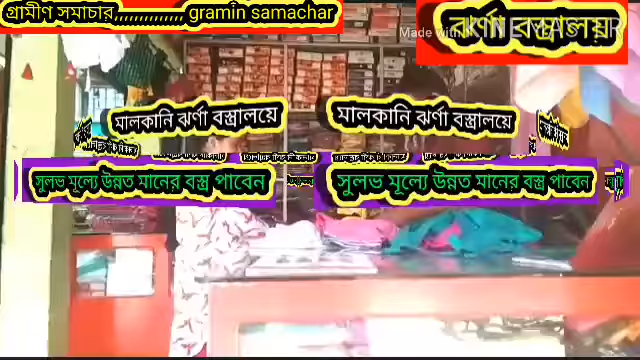 গ্রামীণ সমাচার,,,,,,,,,,,,,,, gramin samachar
Made with KINEMASTER
ঝর্ণা বস্ত্রালয়
মালকানি ঝর্ণা বস্ত্রালয়ে
মালকানি ঝর্ণা বস্ত্রালয়ে
সুলভ মূল্যে উন্নত মানের বস্ত্র পাবেন
সুলভ মূল্যে উন্নত মানের বস্ত্র পাবেন